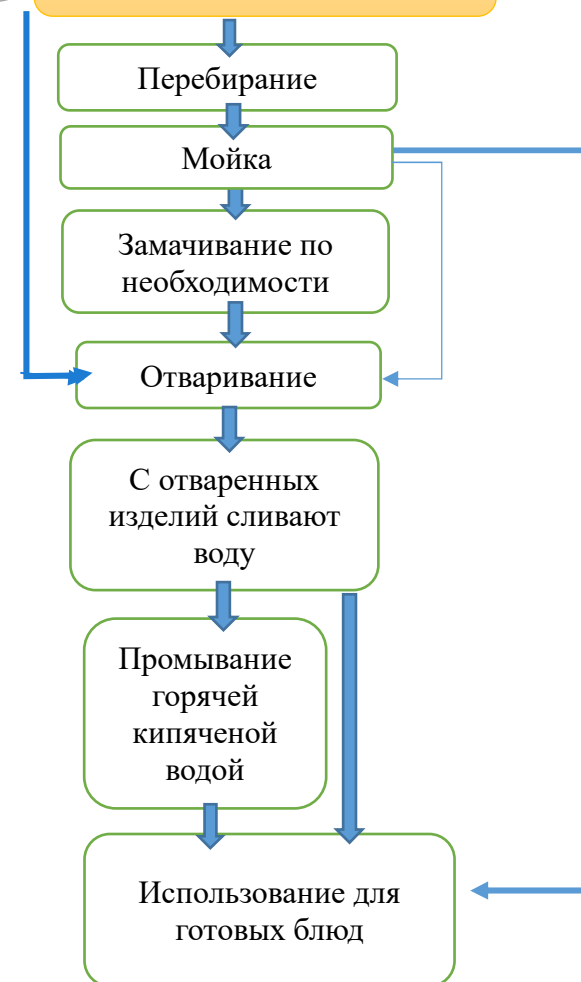 Перебирание
Мойка
Замачивание по
необходимости
Отваривание
С отваренных
изделий сливают
воду
Промывание
горячей
кипяченой
водой
Использование для
готовых блюд